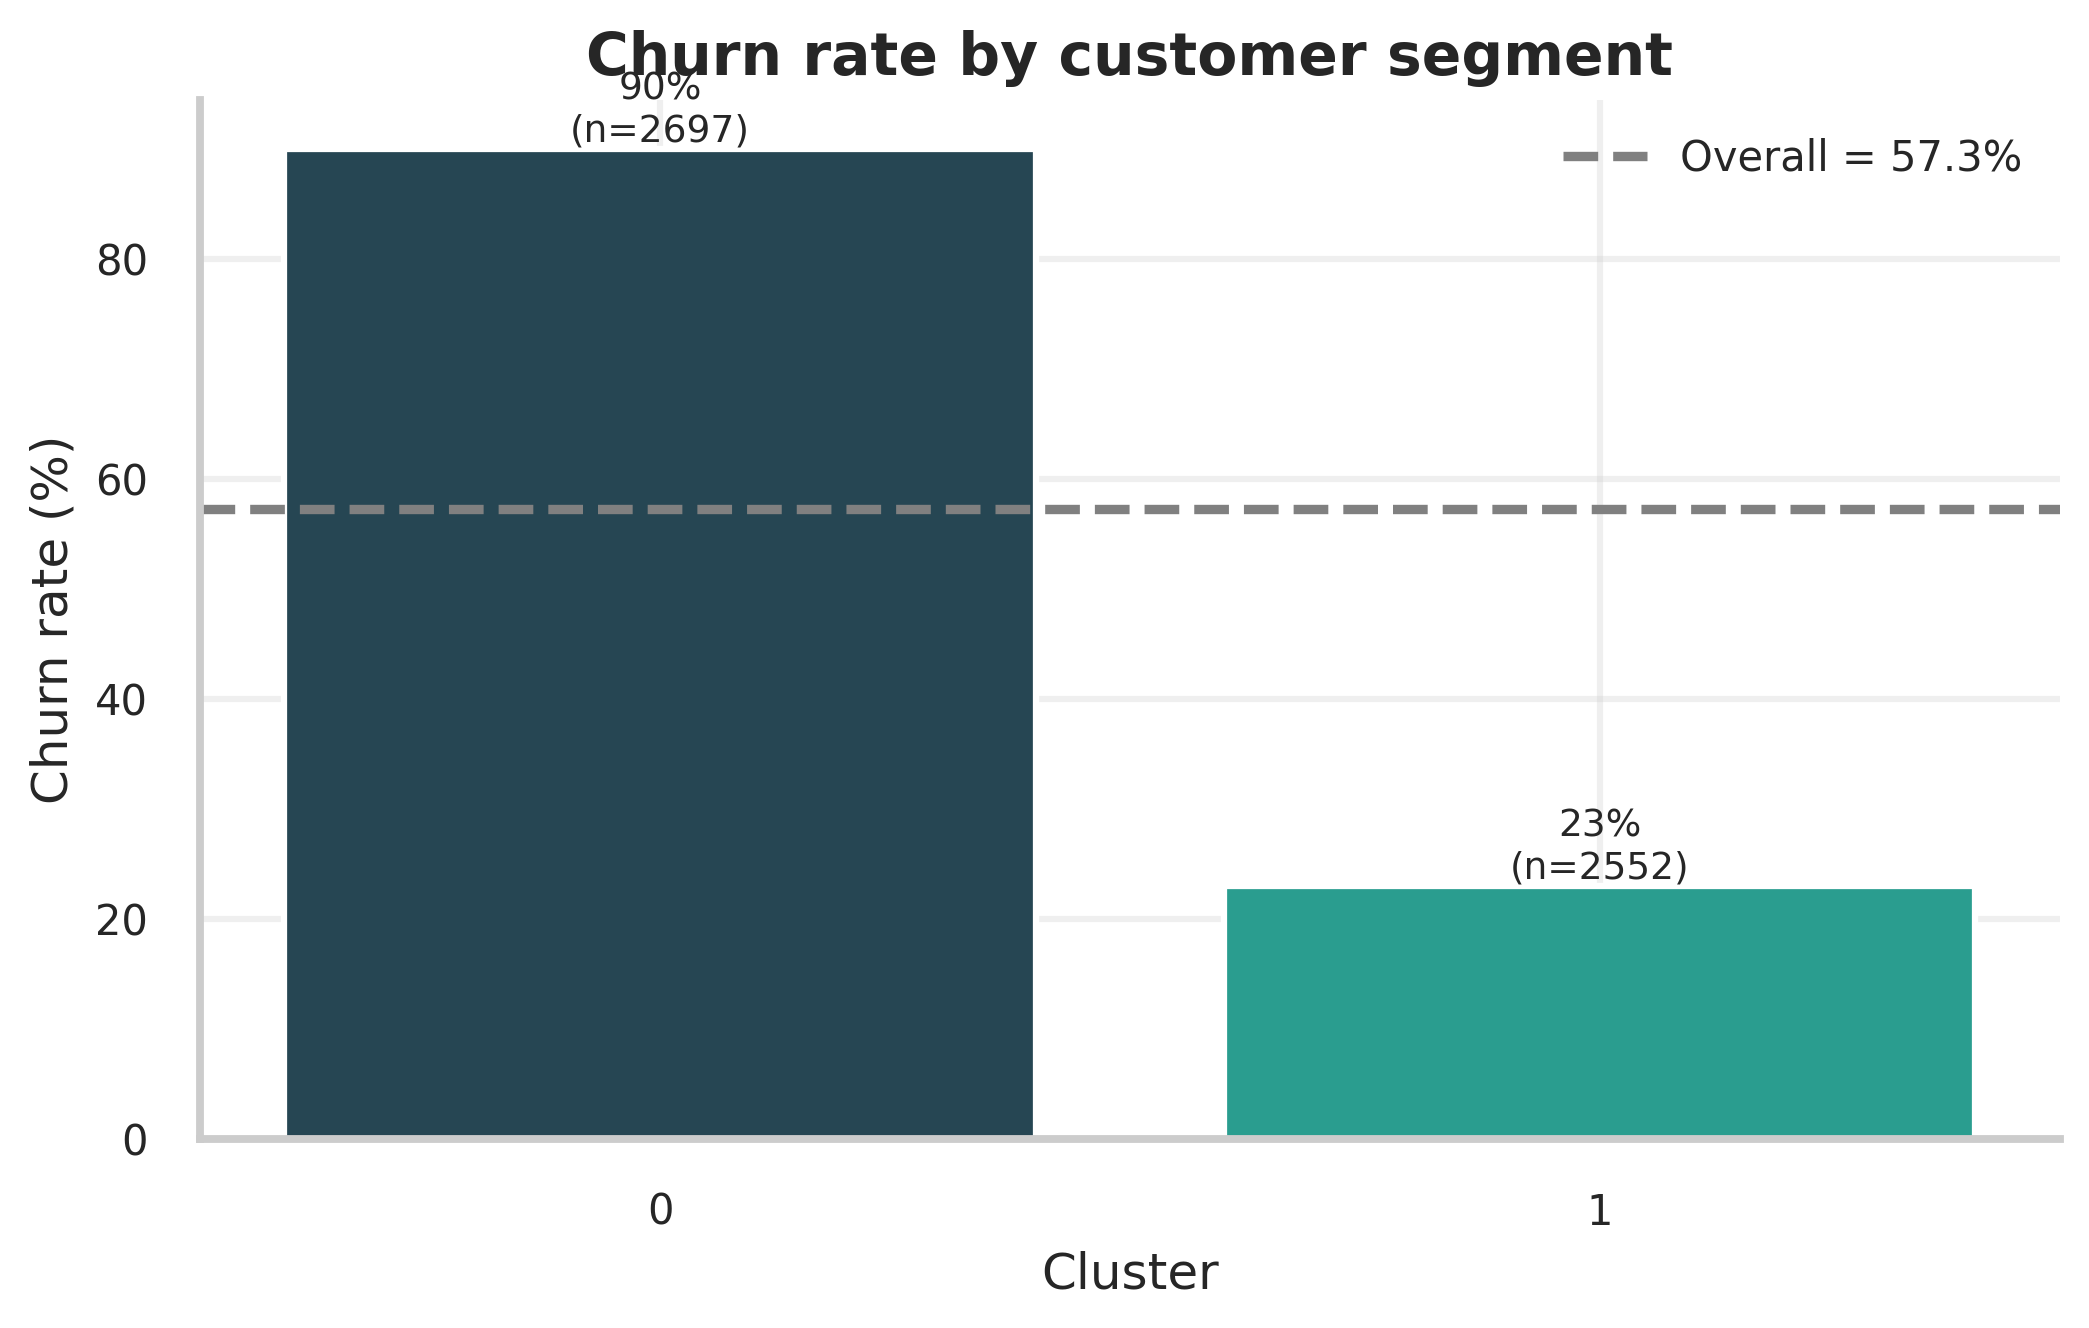 Churn rate by customer segment
90%
(n=2697)
Overall = 57.3%
80
60
40
20
0
Churn rate (%)
23%
(n=2552)
0
1
Cluster